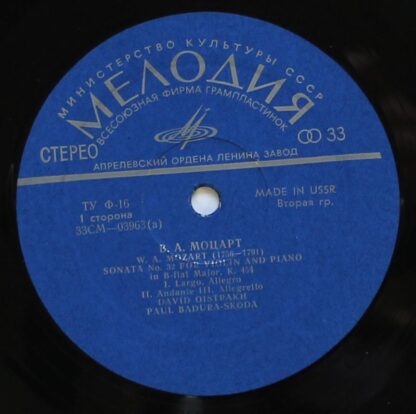 МИНИСТЕРСТВО КУЛЬТУРЫ СССР
МЕЛОДИЯ
ВСЕСОЮЗНАЯ ФИРМА ГРАМПЛАСТИНОК
СТЕРЕО
33
АПРЕЛЕВСКИЙ ОРДЕНА ЛЕНИНА ЗАВОД
ТУ Ф-16
1 сторона
33СМ—03963(а)
MADE IN USSR
Вторая гр.
В. А. МОЦАРТ
W. A. MOZART (1756—1791)
SONATA No. 32 FOR VIOLIN AND PIANO
in B-flat Major, K. 454
I. Largo, Allegro
II. Andante III. Allegretto
DAVID OISTRAKH
PAUL BADURA-SKODA